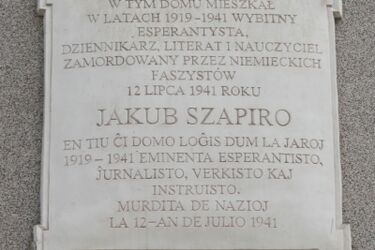 W TYM DOMU MIESZKAŁ
W LATACH 1919-1941 WYBITNY
ESPERANTYSTA,
DZIENNIKARZ, LITERAT I NAUCZYCIEL
ZAMORDOWANY PRZEZ NIEMIECKICH
FASZYSTÓW
12 LIPCA 1941 ROKU
JAKUB SZAPIRO
EN TIU ĈI DOMO LOĜIS DUM LA JAROJ
1919-1941 EMINENTA ESPERANTISTO,
ĴURNALISTO, VERKISTO KAJ
INSTRUISTO.
MURDITA DE NAZIOJ
LA 12-AN DE JULIO 1941